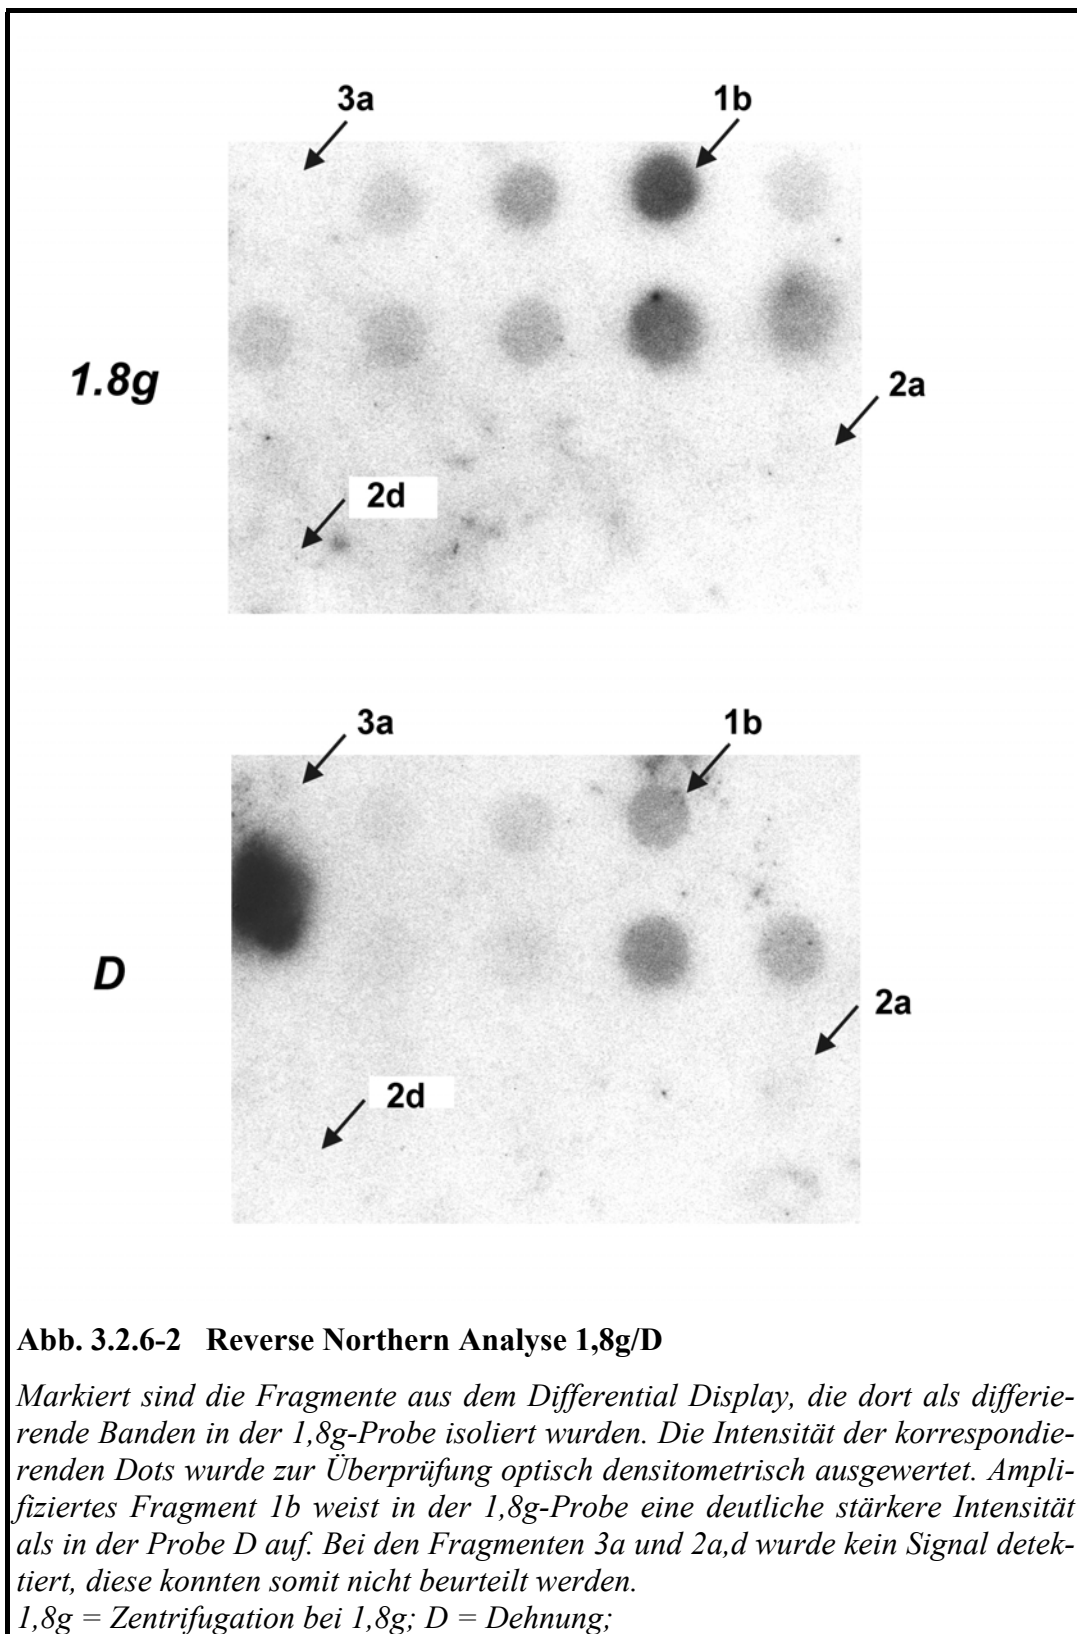 3a
1b
1.8g
2a
2d
3a
1b
D
2a
2d
Abb. 3.2.6-2 Reverse Northern Analyse 1,8g/D
Markiert sind die Fragmente aus dem Differential Display, die dort als differie-
rende Banden in der 1,8g-Probe isoliert wurden. Die Intensität der korrespondie-
renden Dots wurde zur Überprüfung optisch densitometrisch ausgewertet. Ampli-
fiziertes Fragment 1b weist in der 1,8g-Probe eine deutliche stärkere Intensität
als in der Probe D auf. Bei den Fragmenten 3a und 2a,d wurde kein Signal detek-
tiert, diese konnten somit nicht beurteilt werden.
1,8g = Zentrifugation bei 1,8g; D = Dehnung;